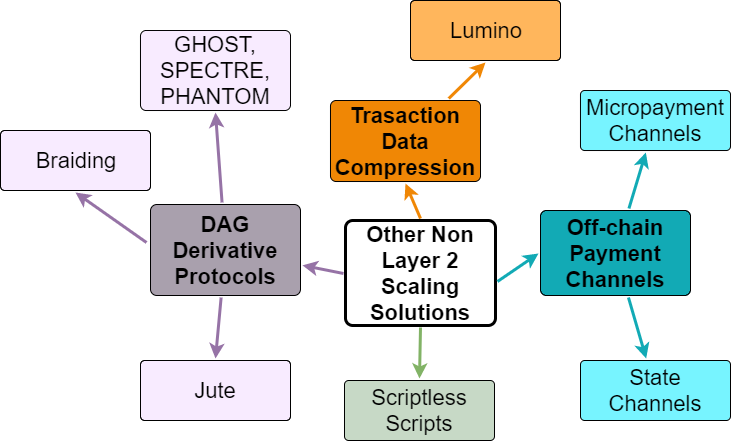 Lumino
GHOST,
SPECTRE,
PHANTOM
Trasaction
Data
Compression
Micropayment
Channels
Braiding
DAG
Derivative
Protocols
Other Non
Layer 2
Scaling
Solutions
Off-chain
Payment
Channels
Jute
Scriptless
Scripts
State
Channels